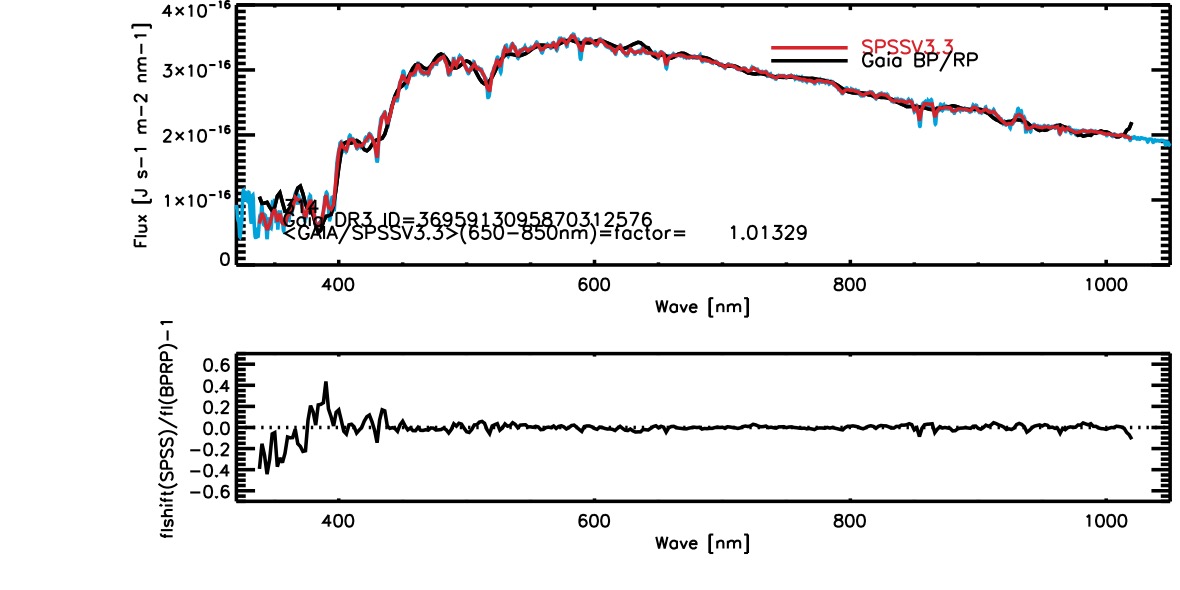 4×10−16
3×10−16
2×10−16
1×10−16
0
Flux [J s−1 m−2 nm−1]
SPSSV3.3
Gaia BP/RP
314
Gaia DR3 ID=3695913095870312576
<GAIA/SPSSV3.3>(650−850nm)=factor= 1.01329
400 600 800 1000
Wave [nm]
flshift(SPSS)/fl(BPRP)−1
0.6
0.4
0.2
0.0
−0.2
−0.4
−0.6
400 600 800 1000
Wave [nm]